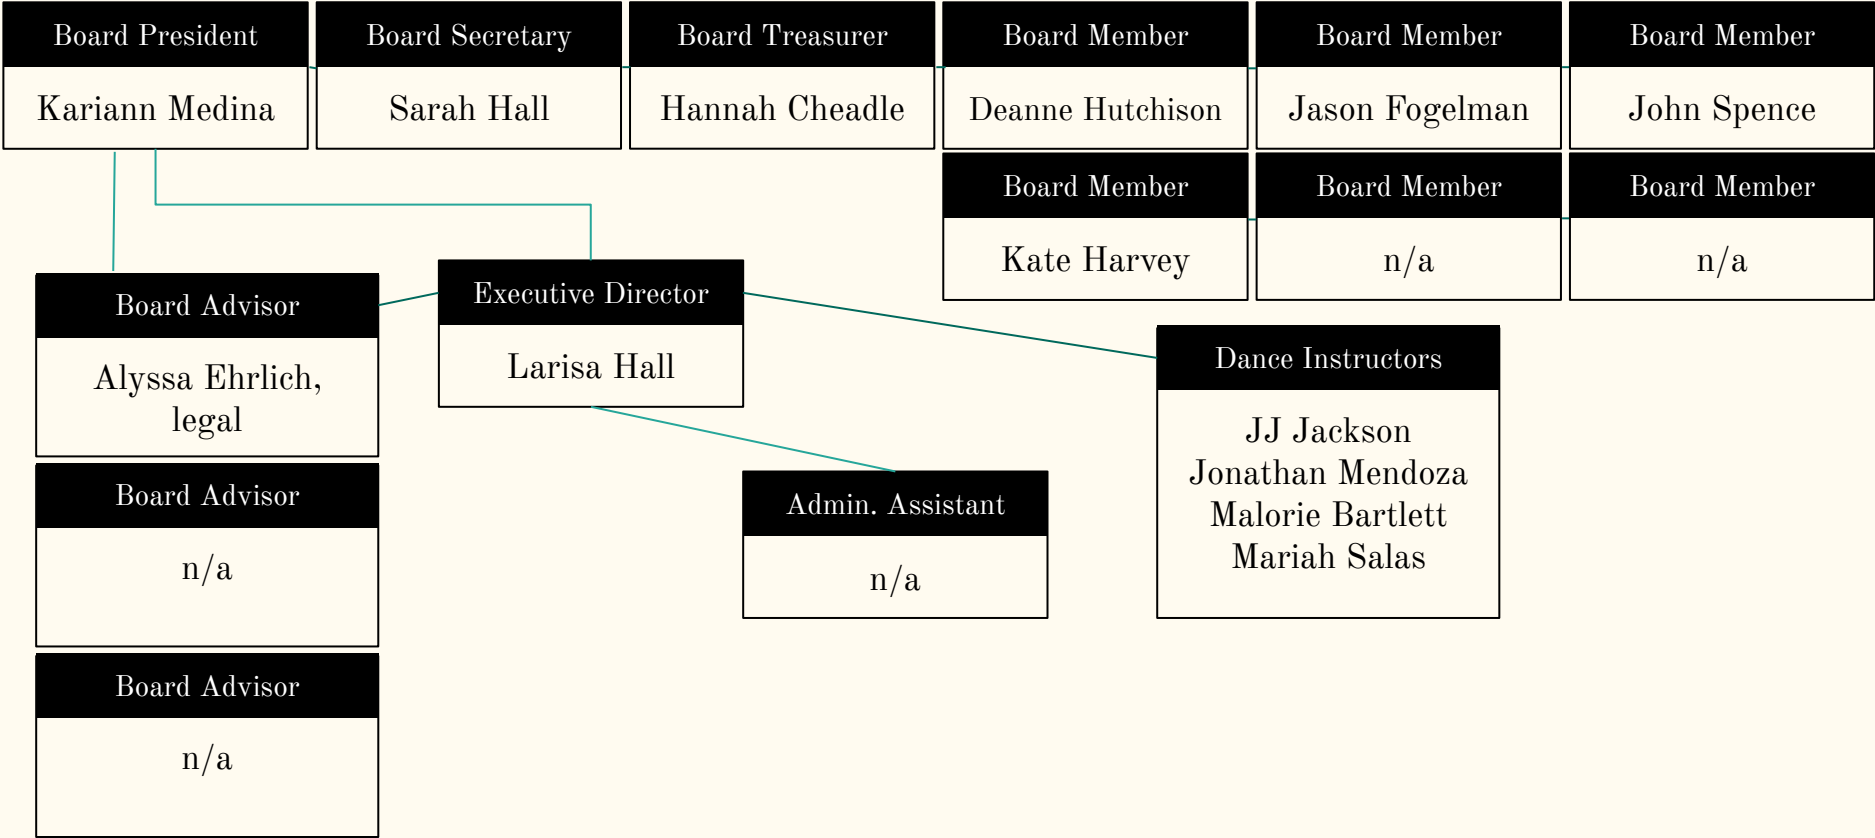 Board President
Kariann Medina
Board Secretary
Sarah Hall
Board Treasurer
Hannah Cheadle
Board Member
Deanne Hutchison
Board Member
Jason Fogelman
Board Member
John Spence
Board Member
Kate Harvey
Board Member
n/a
Board Member
n/a
Board Advisor
Alyssa Ehrlich,
legal
Executive Director
Larisa Hall
Dance Instructors
JJ Jackson
Jonathan Mendoza
Malorie Bartlett
Mariah Salas
Board Advisor
n/a
Admin. Assistant
n/a
Board Advisor
n/a